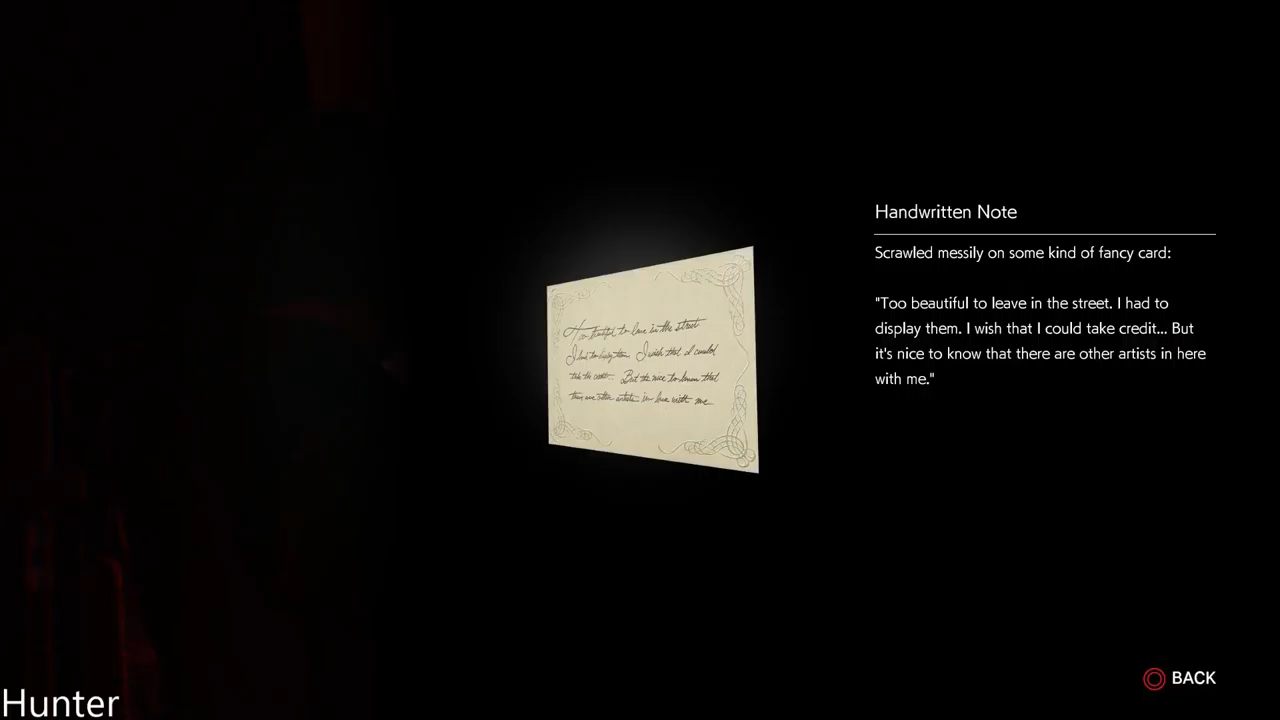 Handwritten Note
Scrawled messily on some kind of fancy card:
"Too beautiful to leave in the street. I had to
display them. I wish that I could take credit... But
it's nice to know that there are other artists in here
with me."
BACK
Hunter